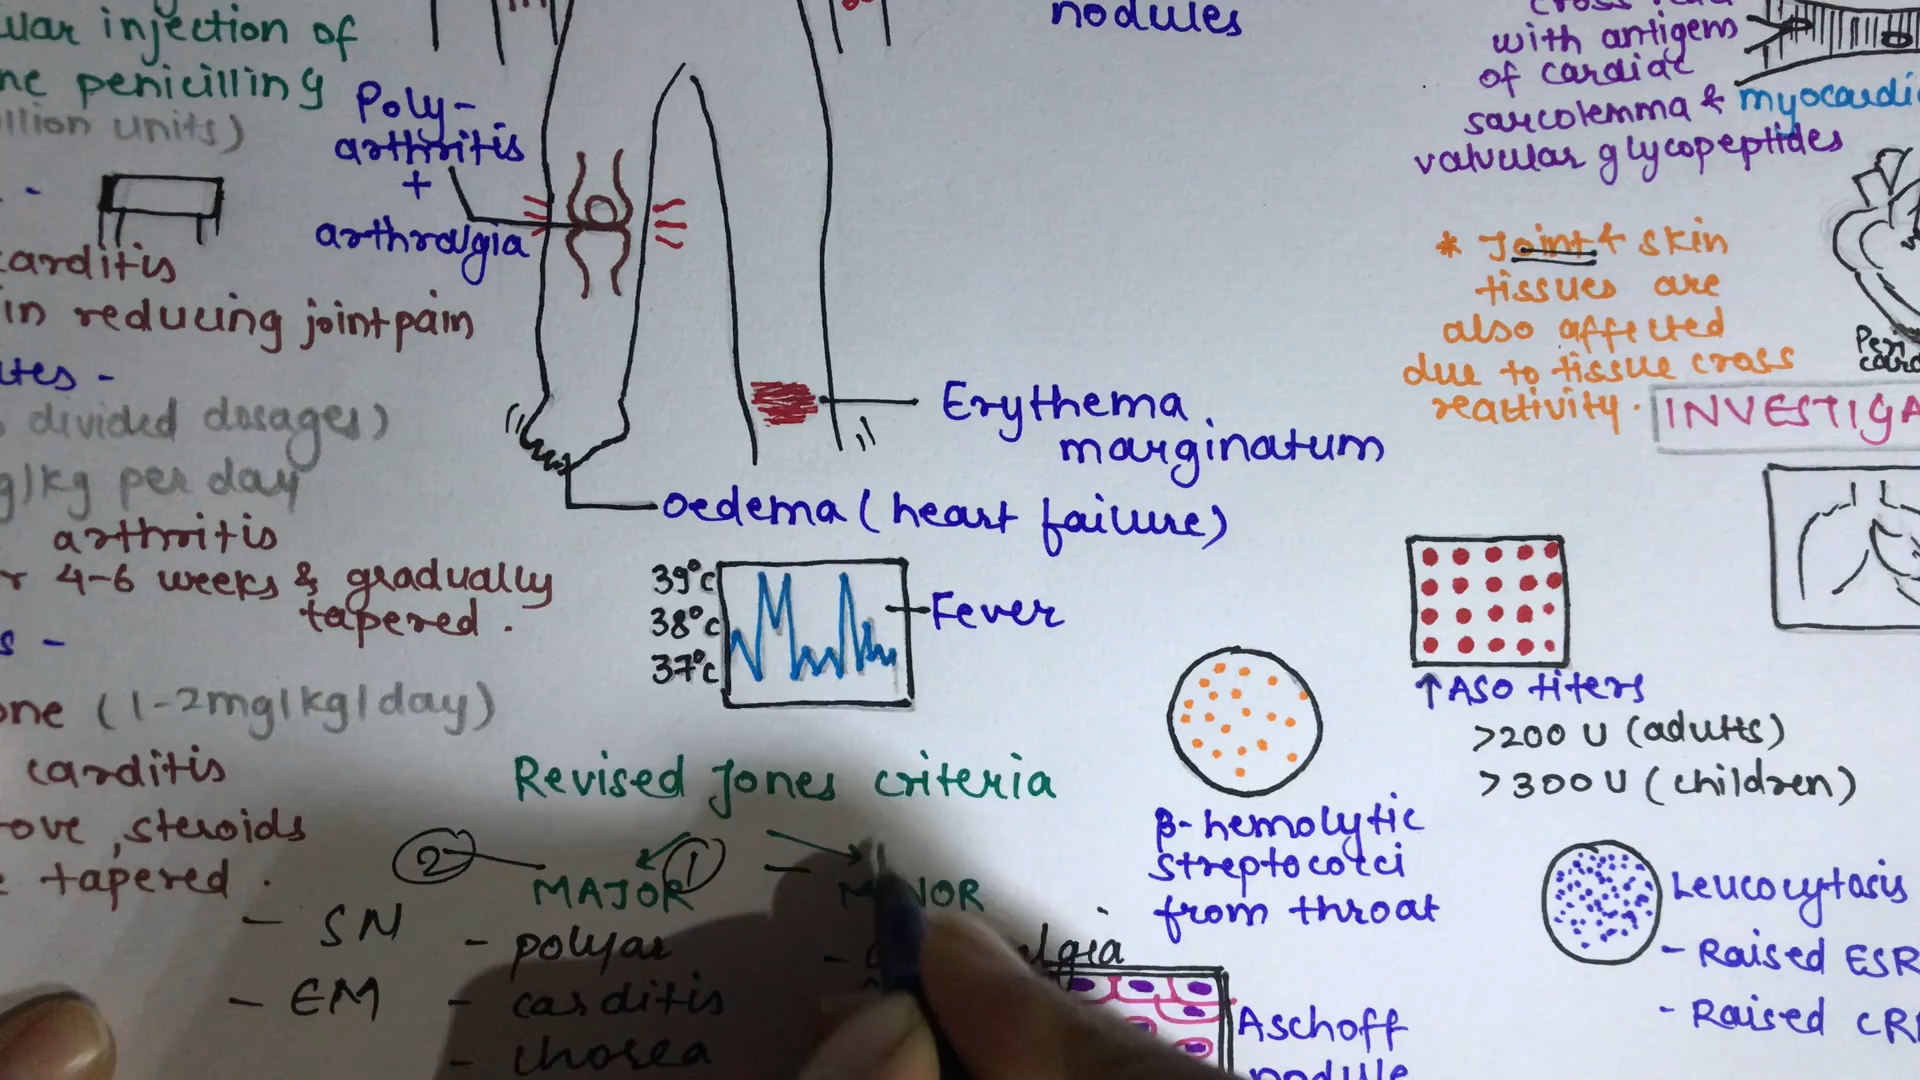 ular injection of
ne penicilling
llion units)
carditis
in reducing joint pain
tes -
divided dosages)
g/kg per day
arthritis
r 4-6 weeks & gradually
tapered.
s -
one (1-2mg/kg/day)
carditis
ove, steroids
tapered.
Poly-
arthritis
+
arthralgia
nodules
Erythema
marginatum
Oedema (heart failure)
39°c
38°c
37°c
Fever
Revised Jones criteria
2
1
MAJOR
- SN
- EM
- polyar
- carditis
- chorea
with antigens
of cardiac
sarcolemma &
valvular glycopeptides
myocardi
* Joint & skin
tissues are
also affected
due to tissue cross
reactivity.
Peri
card
INVESTIGA
↑ASO titers
>200 U (adults)
>300 U (children)
β-hemolytic
streptococci
from throat
Leucocytosis
- Raised ESR
- Raised CR
Aschoff
nodule